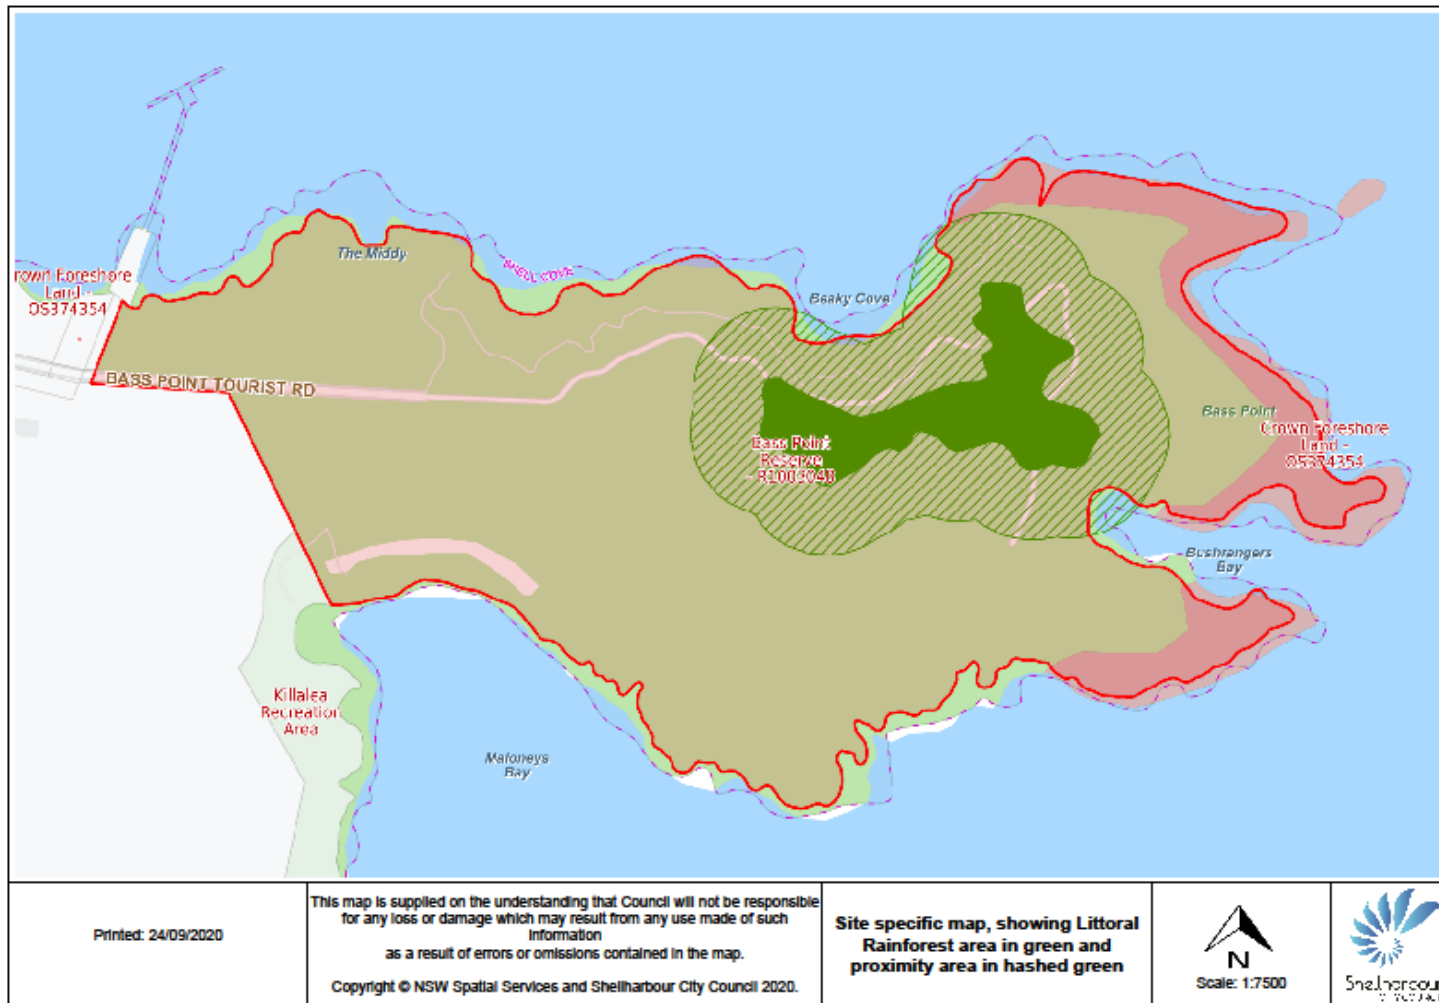 The Middy
SHELL COVE
rown Foreshore
Land -
OS374354
Beaky Cove
BASS POINT TOURIST RD
Bass Point
Crown Foreshore
Land -
OS374354
Bass Point
Reserve
- R1003048
Bushrangers
Bay
Killalea
Recreation
Area
Maloneys
Bay
Printed: 24/09/2020
This map is supplied on the understanding that Council will not be responsible
for any loss or damage which may result from any use made of such
information
as a result of errors or omissions contained in the map.
Copyright © NSW Spatial Services and Shellharbour City Council 2020.
Site specific map, showing Littoral
Rainforest area in green and
proximity area in hashed green
N
Scale: 1:7500
Shellharbour